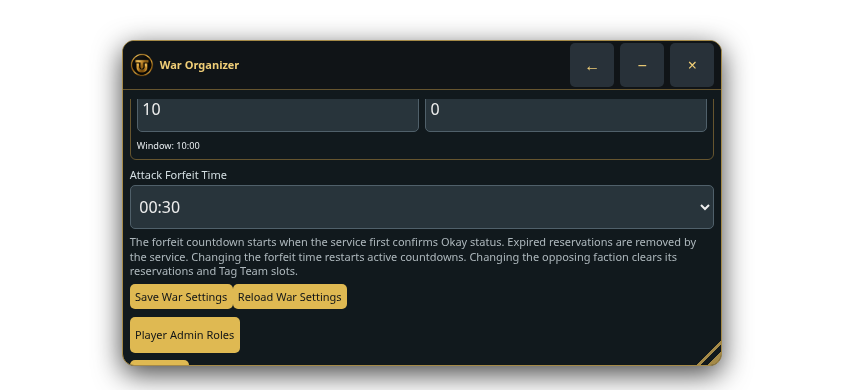 War Organizer
←
−
×
10
0
Window: 10:00
Attack Forfeit Time
00:30
The forfeit countdown starts when the service first confirms Okay status. Expired reservations are removed by
the service. Changing the forfeit time restarts active countdowns. Changing the opposing faction clears its
reservations and Tag Team slots.
Save War Settings
Reload War Settings
Player Admin Roles